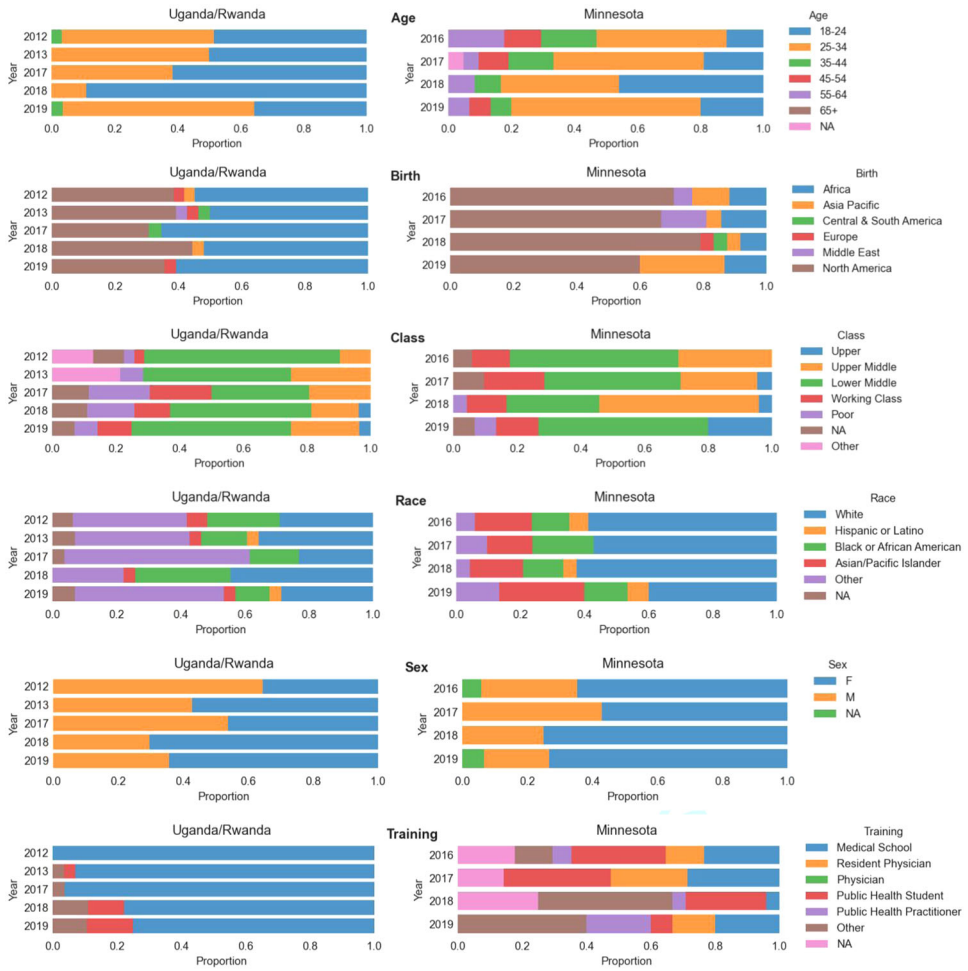 Uganda/Rwanda
Age
Minnesota
Year
2012
2013
2017
2018
2019
0.0 0.2 0.4 0.6 0.8 1.0
Proportion
Year
2016
2017
2018
2019
0.0 0.2 0.4 0.6 0.8 1.0
Proportion
Age
18-24
25-34
35-44
45-54
55-64
65+
NA
Uganda/Rwanda
Birth
Minnesota
Year
2012
2013
2017
2018
2019
0.0 0.2 0.4 0.6 0.8 1.0
Proportion
Year
2016
2017
2018
2019
0.0 0.2 0.4 0.6 0.8 1.0
Proportion
Birth
Africa
Asia Pacific
Central & South America
Europe
Middle East
North America
Uganda/Rwanda
Class
Minnesota
Year
2012
2013
2017
2018
2019
0.0 0.2 0.4 0.6 0.8 1.0
Proportion
Year
2016
2017
2018
2019
0.0 0.2 0.4 0.6 0.8 1.0
Proportion
Class
Upper
Upper Middle
Lower Middle
Working Class
Poor
NA
Other
Uganda/Rwanda
Race
Minnesota
Year
2012
2013
2017
2018
2019
0.0 0.2 0.4 0.6 0.8 1.0
Proportion
Year
2016
2017
2018
2019
0.0 0.2 0.4 0.6 0.8 1.0
Proportion
Race
White
Hispanic or Latino
Black or African American
Asian/Pacific Islander
Other
NA
Uganda/Rwanda
Sex
Minnesota
Year
2012
2013
2017
2018
2019
0.0 0.2 0.4 0.6 0.8 1.0
Proportion
Year
2016
2017
2018
2019
0.0 0.2 0.4 0.6 0.8 1.0
Proportion
Sex
F
M
NA
Uganda/Rwanda
Training
Minnesota
Year
2012
2013
2017
2018
2019
0.0 0.2 0.4 0.6 0.8 1.0
Proportion
Year
2016
2017
2018
2019
0.0 0.2 0.4 0.6 0.8 1.0
Proportion
Training
Medical School
Resident Physician
Physician
Public Health Student
Public Health Practitioner
Other
NA